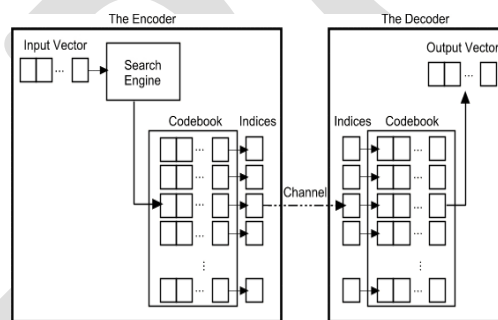 The Encoder
The Decoder
Input Vector
Search
Engine
Output Vector
Codebook Indices
Indices Codebook
Channel